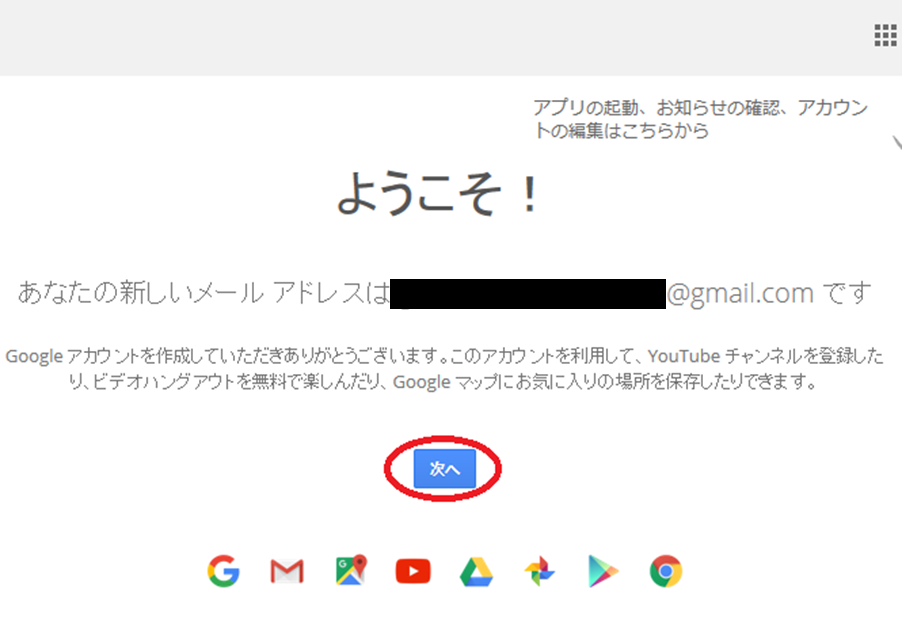 アプリの起動、お知らせの確認、アカウン
トの編集はこちらから
ようこそ！
あなたの新しいメール アドレスは@gmail.com です
Google アカウントを作成していただきありがとうございます。このアカウントを利用して、YouTube チャンネルを登録した
り、ビデオハングアウトを無料で楽しんだり、Google マップにお気に入りの場所を保存したりできます。
次へ